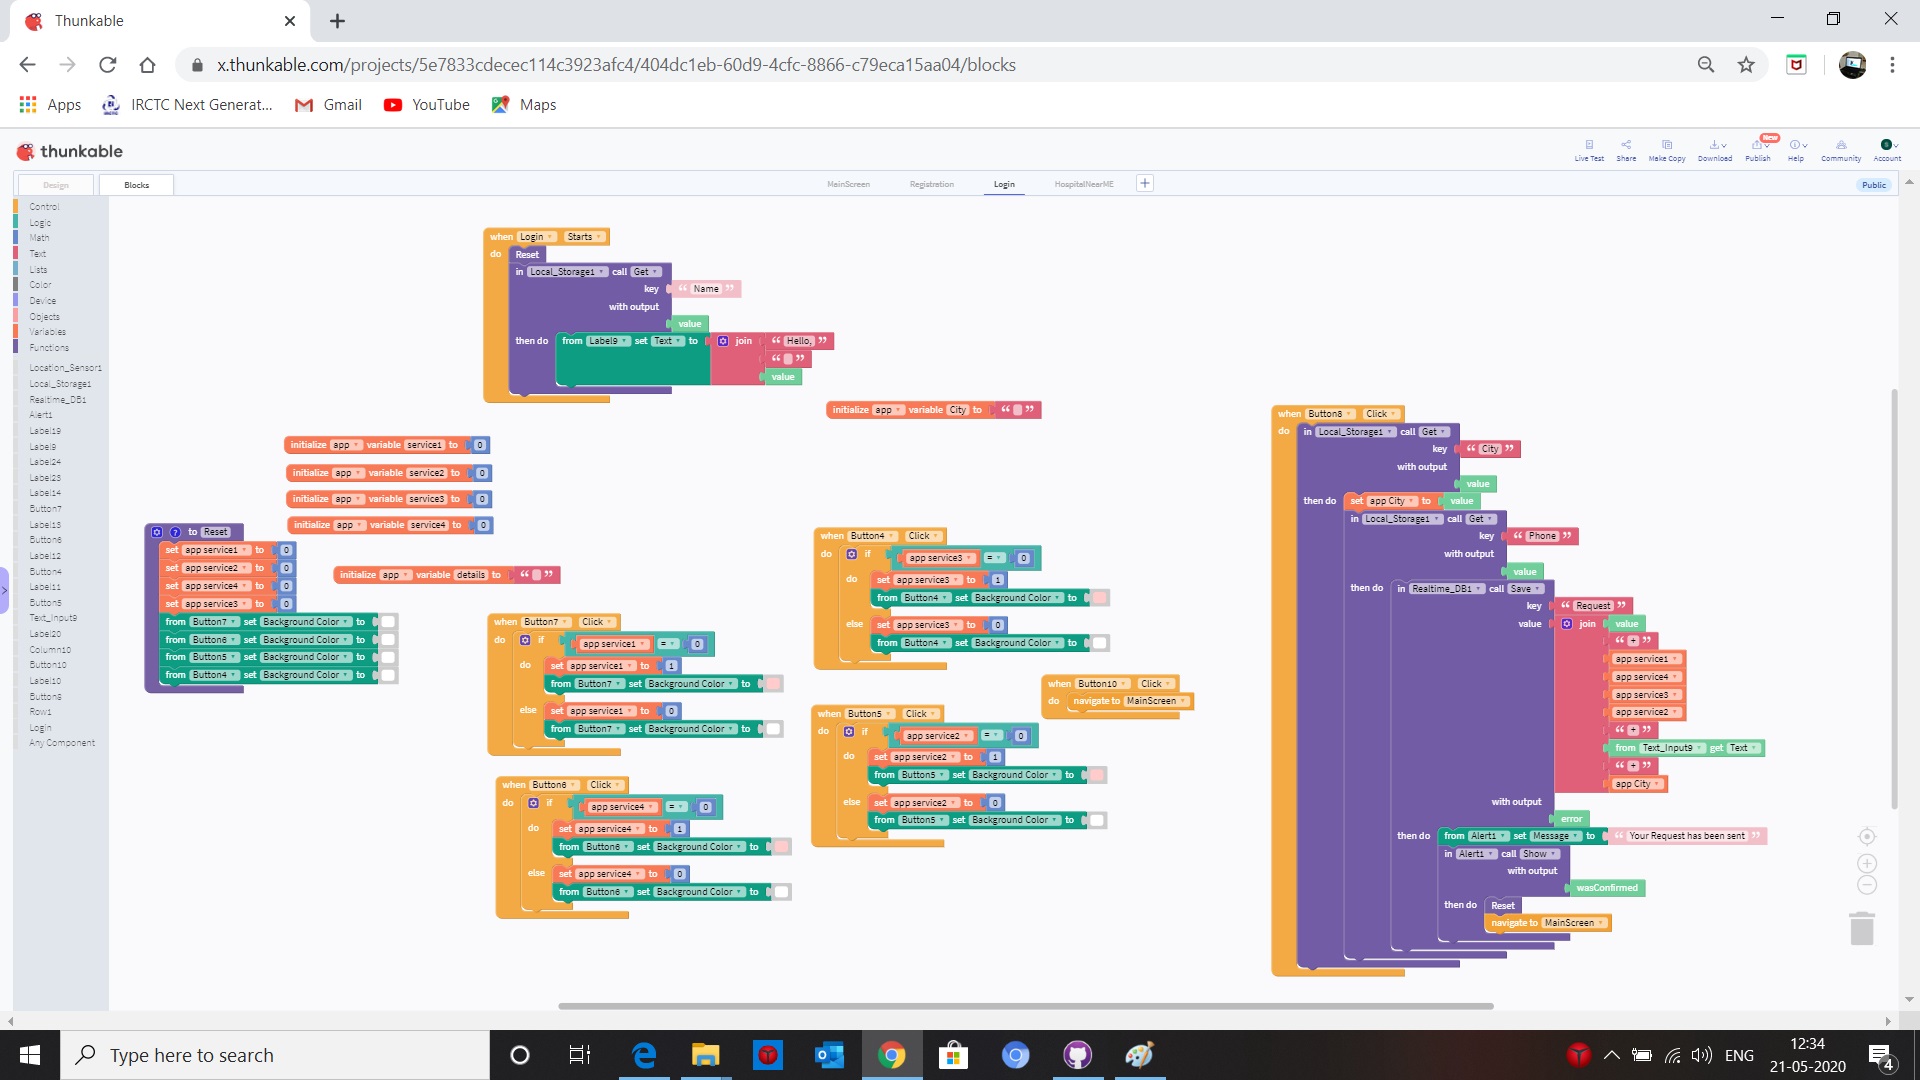 Thunkable
x.thunkable.com/projects/5e7833cdecec114c3923afc4/404dc1eb-60d9-4cfc-8866-c79eca15aa04/blocks
Apps IRCTC Next Generat... Gmail YouTube Maps
thunkable
New
Live Test Share Make Copy Download Publish Help Community Account
Design Blocks MainScreen Registration Login HospitalNearME + Public
Control
Logic
Math
Text
Lists
Color
Device
Objects
Variables
Functions
Location_Sensor1
Local_Storage1
Realtime_DB1
Alert1
Label19
Label9
Label24
Label23
Label14
Button7
Label13
Button6
Label12
Button4
Label11
Button5
Text_Input9
Label20
Column10
Button10
Label10
Button8
Row1
Login
Any Component
when Login Starts
do Reset
in Local_Storage1 call Get
key “ Name ”
with output
value
then do from Label9 set Text to join “ Hello, ”
“ ”
value
initialize app variable City to “ ”
initialize app variable service1 to 0
initialize app variable service2 to 0
initialize app variable service3 to 0
initialize app variable service4 to 0
to Reset
set app service1 to 0
set app service2 to 0
set app service4 to 0
set app service3 to 0
from Button7 set Background Color to
from Button6 set Background Color to
from Button5 set Background Color to
from Button4 set Background Color to
initialize app variable details to “ ”
when Button7 Click
do if app service1 = 0
do set app service1 to 1
from Button7 set Background Color to
else set app service1 to 0
from Button7 set Background Color to
when Button6 Click
do if app service4 = 0
do set app service4 to 1
from Button6 set Background Color to
else set app service4 to 0
from Button6 set Background Color to
when Button4 Click
do if app service3 = 0
do set app service3 to 1
from Button4 set Background Color to
else set app service3 to 0
from Button4 set Background Color to
when Button10 Click
do navigate to MainScreen
when Button5 Click
do if app service2 = 0
do set app service2 to 1
from Button5 set Background Color to
else set app service2 to 0
from Button5 set Background Color to
when Button8 Click
do in Local_Storage1 call Get
key “ City ”
with output
value
then do set app City to value
in Local_Storage1 call Get
key “ Phone ”
with output
value
then do in Realtime_DB1 call Save
key “ Request ”
value join value
“ + ”
app service1
app service4
app service3
app service2
“ + ”
from Text_Input9 get Text
“ + ”
app City
with output
error
then do from Alert1 set Message to “ Your Request has been sent ”
in Alert1 call Show
with output
wasConfirmed
then do Reset
navigate to MainScreen
Type here to search
ENG
12:34
21-05-2020
4